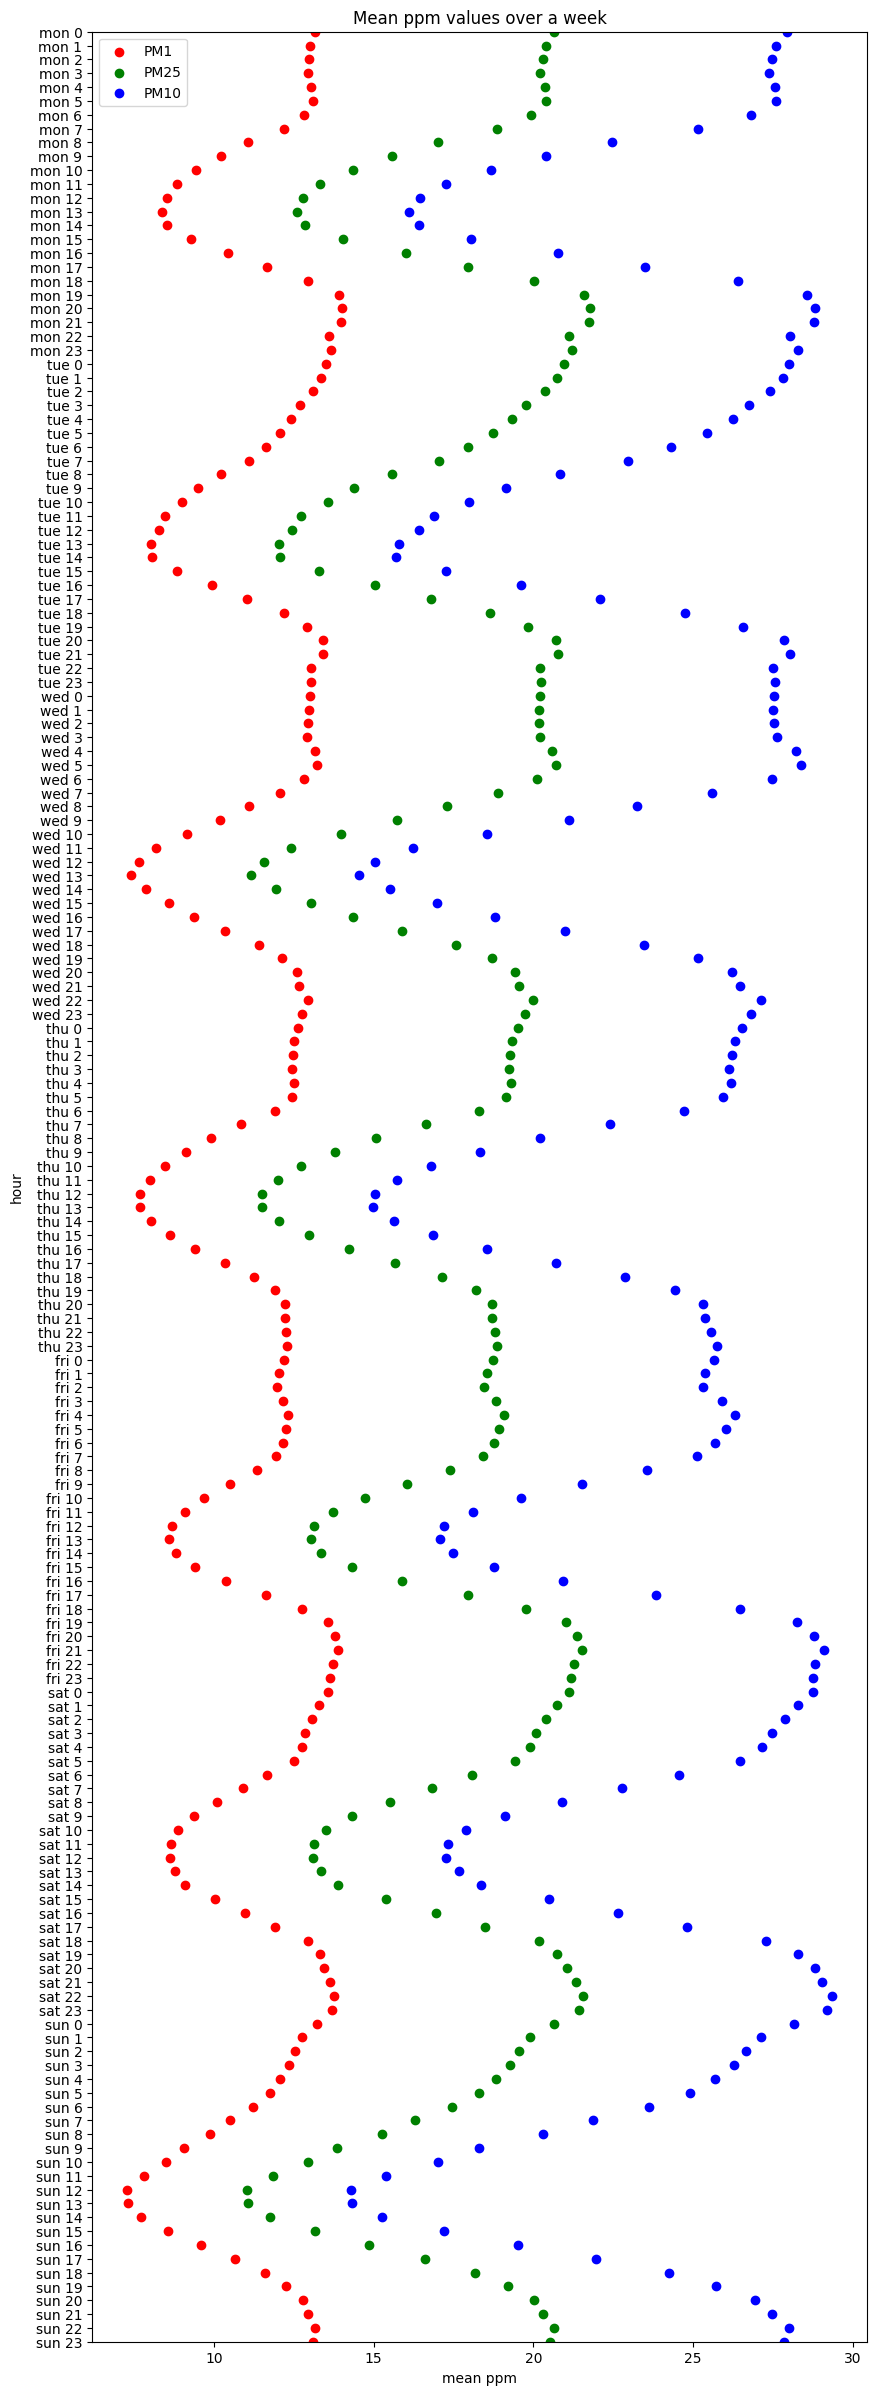 Mean ppm values over a week
PM1
PM25
PM10
mon 0
mon 1
mon 2
mon 3
mon 4
mon 5
mon 6
mon 7
mon 8
mon 9
mon 10
mon 11
mon 12
mon 13
mon 14
mon 15
mon 16
mon 17
mon 18
mon 19
mon 20
mon 21
mon 22
mon 23
tue 0
tue 1
tue 2
tue 3
tue 4
tue 5
tue 6
tue 7
tue 8
tue 9
tue 10
tue 11
tue 12
tue 13
tue 14
tue 15
tue 16
tue 17
tue 18
tue 19
tue 20
tue 21
tue 22
tue 23
wed 0
wed 1
wed 2
wed 3
wed 4
wed 5
wed 6
wed 7
wed 8
wed 9
wed 10
wed 11
wed 12
wed 13
wed 14
wed 15
wed 16
wed 17
wed 18
wed 19
wed 20
wed 21
wed 22
wed 23
thu 0
thu 1
thu 2
thu 3
thu 4
thu 5
thu 6
thu 7
thu 8
thu 9
thu 10
thu 11
thu 12
thu 13
thu 14
thu 15
thu 16
thu 17
thu 18
thu 19
thu 20
thu 21
thu 22
thu 23
fri 0
fri 1
fri 2
fri 3
fri 4
fri 5
fri 6
fri 7
fri 8
fri 9
fri 10
fri 11
fri 12
fri 13
fri 14
fri 15
fri 16
fri 17
fri 18
fri 19
fri 20
fri 21
fri 22
fri 23
sat 0
sat 1
sat 2
sat 3
sat 4
sat 5
sat 6
sat 7
sat 8
sat 9
sat 10
sat 11
sat 12
sat 13
sat 14
sat 15
sat 16
sat 17
sat 18
sat 19
sat 20
sat 21
sat 22
sat 23
sun 0
sun 1
sun 2
sun 3
sun 4
sun 5
sun 6
sun 7
sun 8
sun 9
sun 10
sun 11
sun 12
sun 13
sun 14
sun 15
sun 16
sun 17
sun 18
sun 19
sun 20
sun 21
sun 22
sun 23
hour
10 15 20 25 30
mean ppm